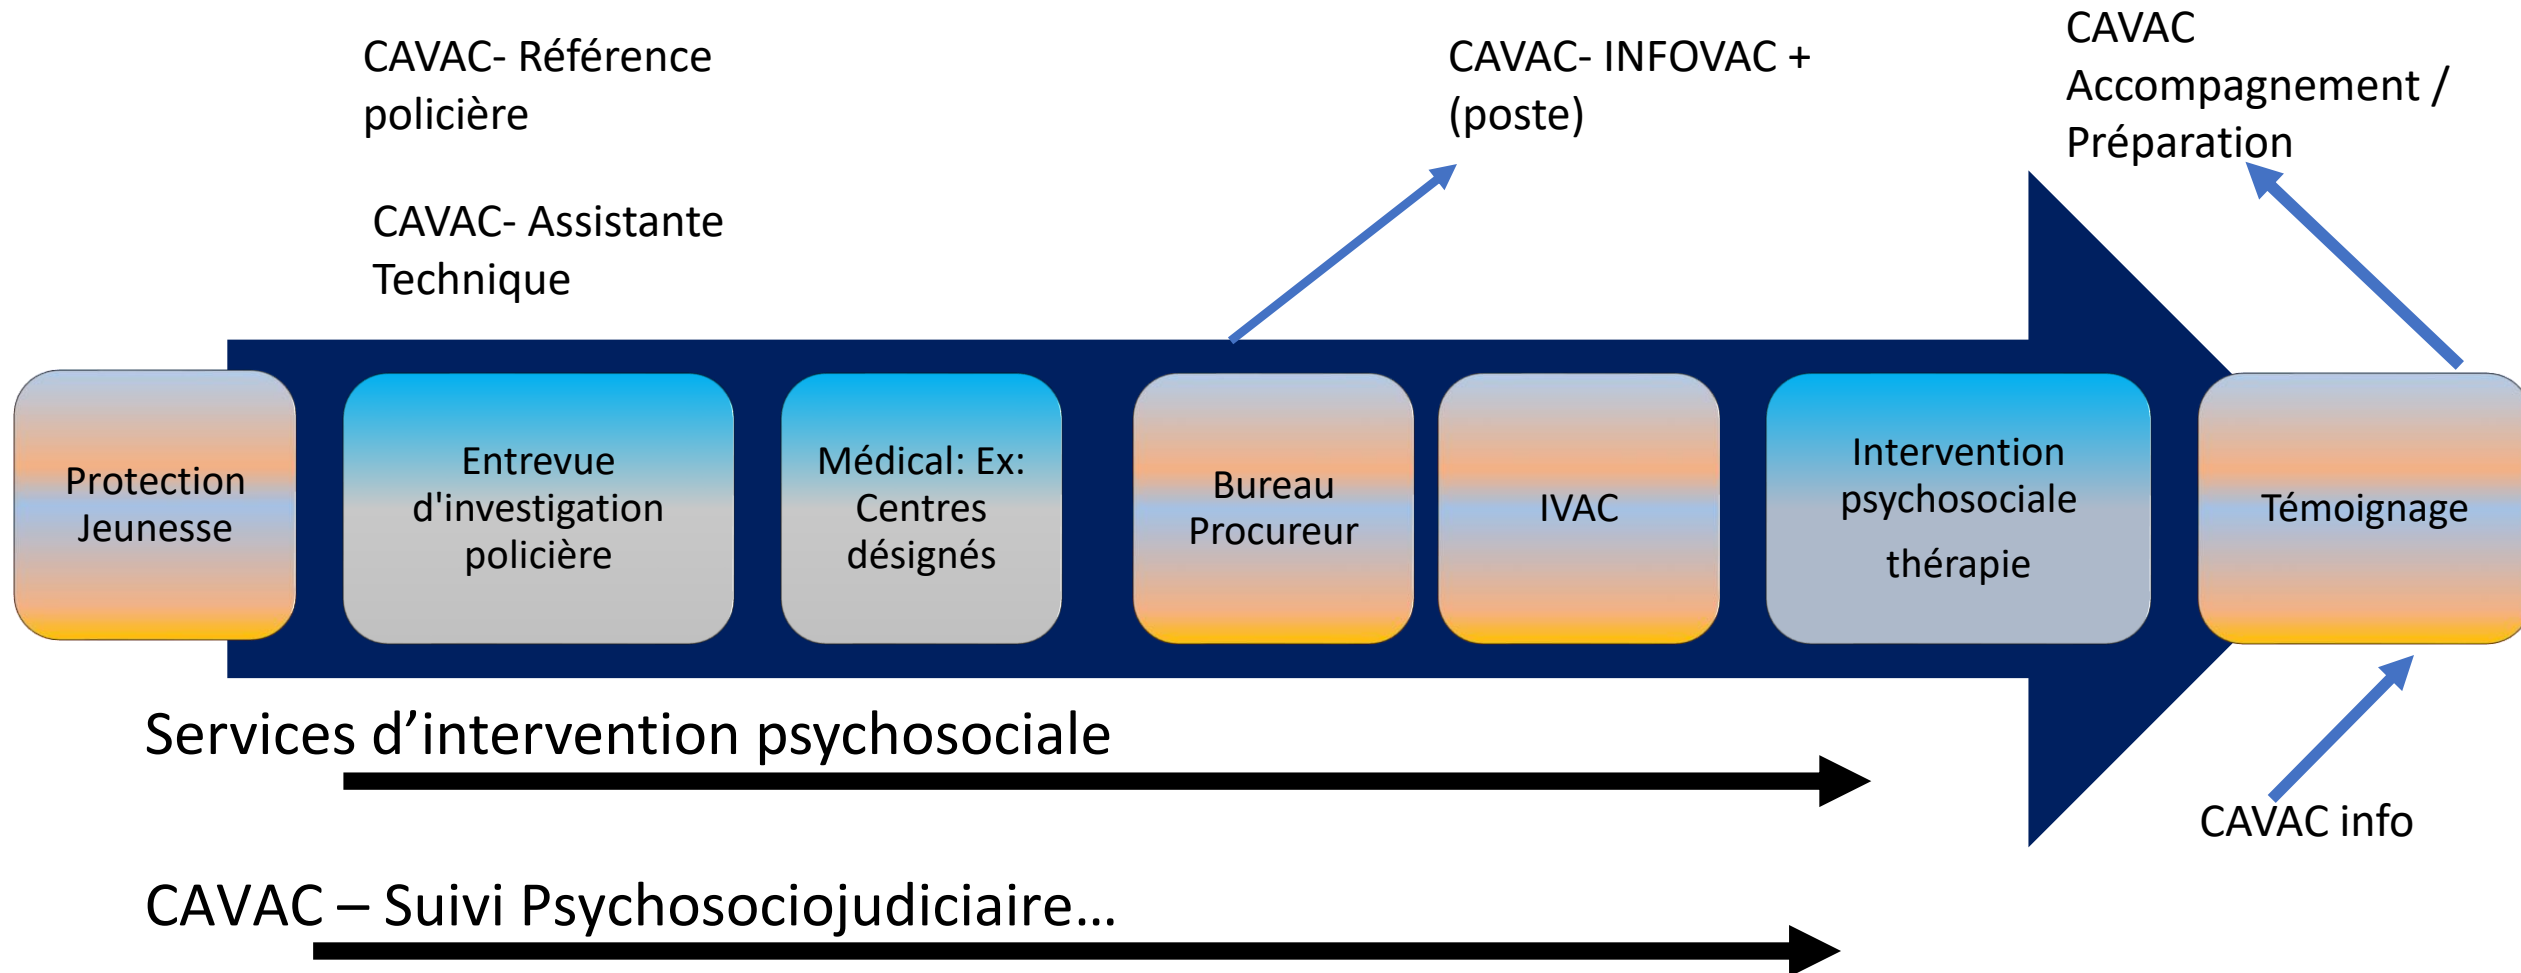 CAVAC- Référence
policière
CAVAC- Assistante
Technique
CAVAC- INFOVAC +
(poste)
CAVAC
Accompagnement /
Préparation
Protection
Jeunesse
Entrevue
d'investigation
policière
Médical: Ex:
Centres
désignés
Bureau
Procureur
IVAC
Intervention
psychosociale
thérapie
Témoignage
Services d’intervention psychosociale
CAVAC info
CAVAC – Suivi Psychosociojudiciaire…